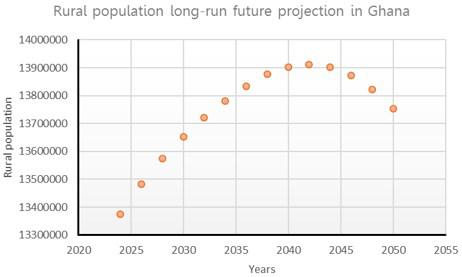 Rural population long-run future projection in Ghana
14000000
13900000
13800000
13700000
13600000
13500000
13400000
13300000
Rural population
2020 2025 2030 2035 2040 2045 2050 2055
Years